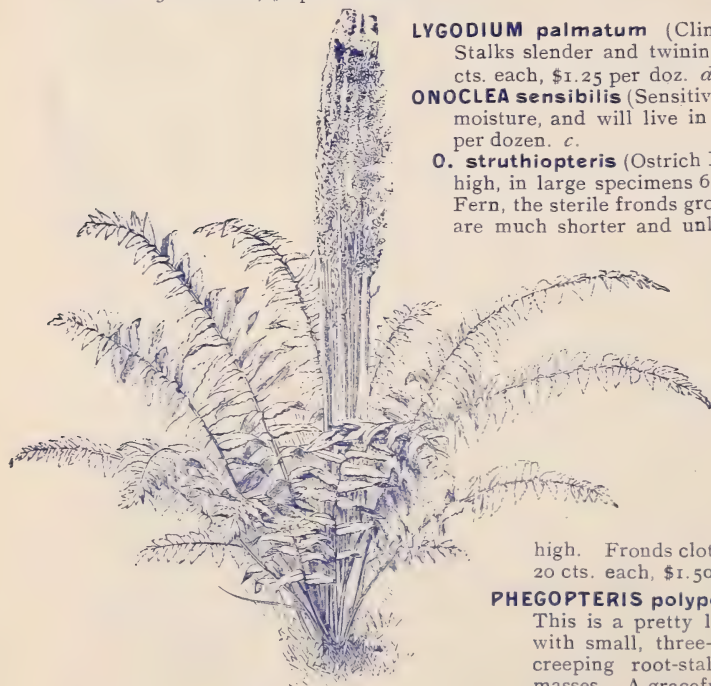 LYGODIUM palmatum (Clim
Stalks slender and twinin
cts. each, $1.25 per doz. d
ONOCLEA sensibilis (Sensitiv
moisture, and will live in
per dozen. c.
O. struthiopteris (Ostrich
high, in large specimens 6
Fern, the sterile fronds gro
are much shorter and unl
high. Fronds clot
20 cts. each, $1.50
PHEGOPTERIS polyp
This is a pretty l
with small, three-
creeping root-stal
masses. A gracef